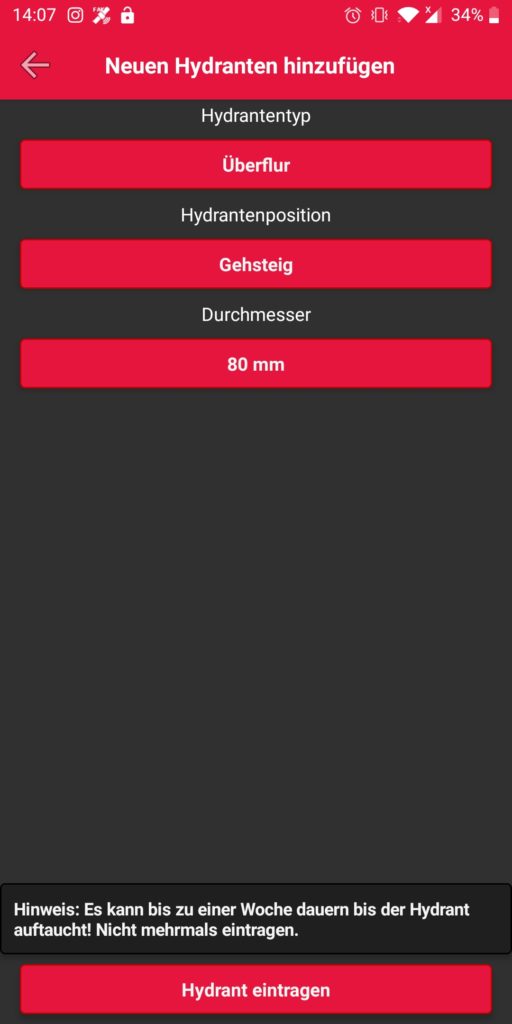 14:07
34%
Neuen Hydranten hinzufügen
Hydrantentyp
Überflur
Hydrantenposition
Gehsteig
Durchmesser
80 mm
Hinweis: Es kann bis zu einer Woche dauern bis der Hydrant
auftaucht! Nicht mehrmals eintragen.
Hydrant eintragen